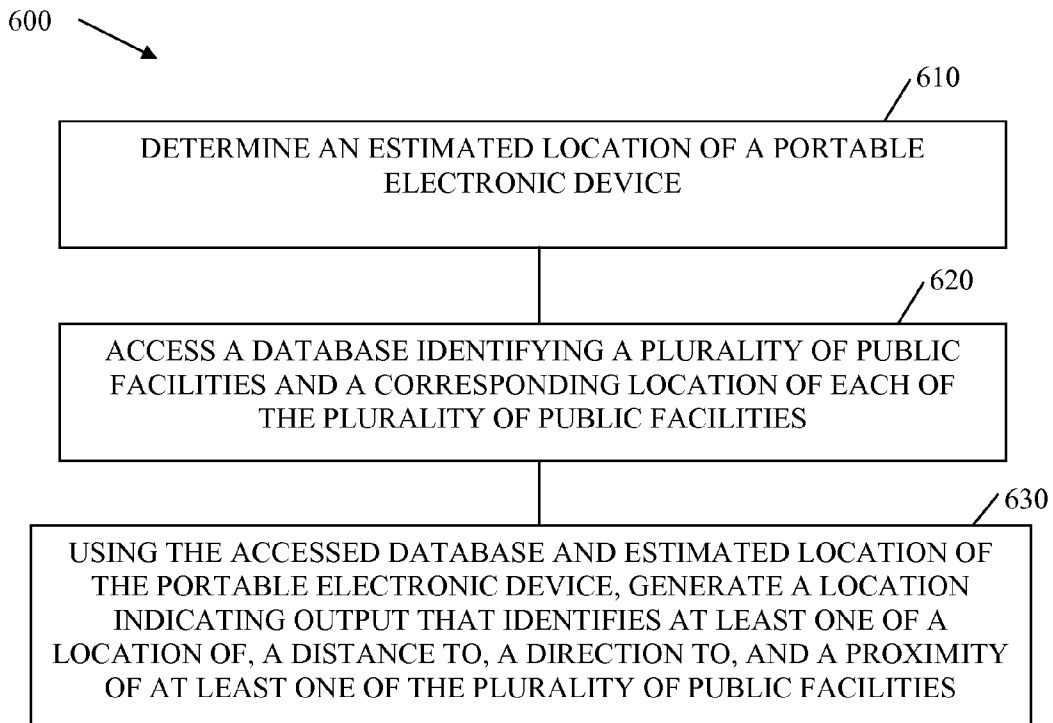 600
610
DETERMINE AN ESTIMATED LOCATION OF A PORTABLE
ELECTRONIC DEVICE
620
ACCESS A DATABASE IDENTIFYING A PLURALITY OF PUBLIC
FACILITIES AND A CORRESPONDING LOCATION OF EACH OF
THE PLURALITY OF PUBLIC FACILITIES
630
USING THE ACCESSED DATABASE AND ESTIMATED LOCATION OF
THE PORTABLE ELECTRONIC DEVICE, GENERATE A LOCATION
INDICATING OUTPUT THAT IDENTIFIES AT LEAST ONE OF A
LOCATION OF, A DISTANCE TO, A DIRECTION TO, AND A PROXIMITY
OF AT LEAST ONE OF THE PLURALITY OF PUBLIC FACILITIES